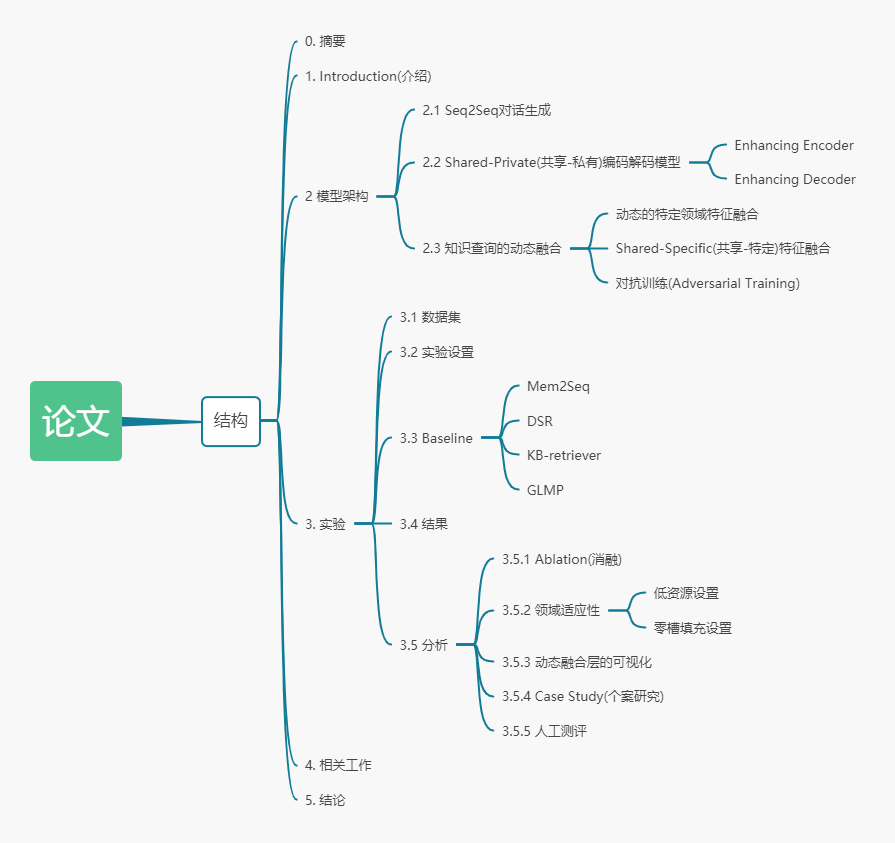 论文
结构
0. 摘要
1. Introduction(介绍)
2 模型架构
2.1 Seq2Seq对话生成
2.2 Shared-Private(共享-私有)编码解码模型
Enhancing Encoder
Enhancing Decoder
2.3 知识查询的动态融合
动态的特定领域特征融合
Shared-Specific(共享-特定)特征融合
对抗训练(Adversarial Training)
3. 实验
3.1 数据集
3.2 实验设置
3.3 Baseline
Mem2Seq
DSR
KB-retriever
GLMP
3.4 结果
3.5 分析
3.5.1 Ablation(消融)
3.5.2 领域适应性
低资源设置
零槽填充设置
3.5.3 动态融合层的可视化
3.5.4 Case Study(个案研究)
3.5.5 人工测评
4. 相关工作
5. 结论